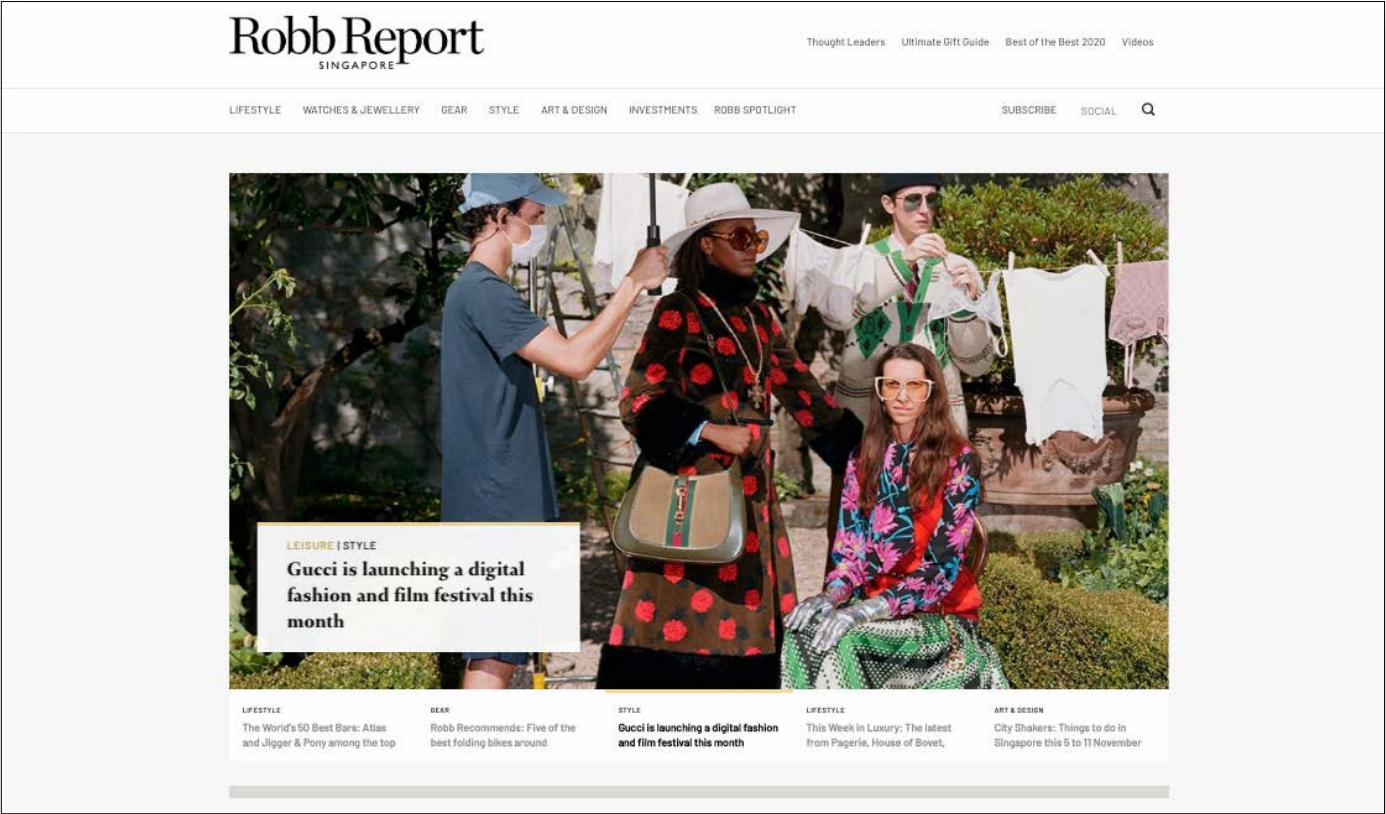 Robb Report
SINGAPORE
Thought Leaders Ultimate Gift Guide Best of the Best 2020 Videos
LIFESTYLE WATCHES & JEWELLERY GEAR STYLE ART & DESIGN INVESTMENTS ROBB SPOTLIGHT SUBSCRIBE SOCIAL
LEISURE | STYLE
Gucci is launching a digital
fashion and film festival this
month
LIFESTYLE
The World's 50 Best Bars: Atlas
and Jigger & Pony among the top
GEAR
Robb Recommends: Five of the
best folding bikes around
STYLE
Gucci is launching a digital fashion
and film festival this month
LIFESTYLE
This Week in Luxury: The latest
from Pagerie, House of Bovet,
ART & DESIGN
City Shakers: Things to do in
Singapore this 5 to 11 November